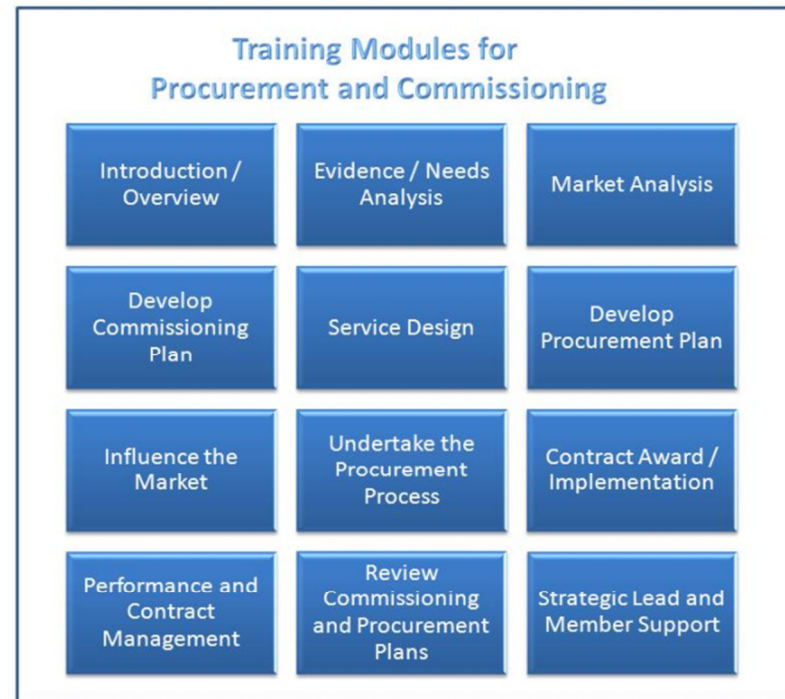 Training Modules for
Procurement and Commissioning
Introduction /
Overview
Evidence / Needs
Analysis
Market Analysis
Develop
Commissioning
Plan
Service Design
Develop
Procurement Plan
Influence the
Market
Undertake the
Procurement
Process
Contract Award /
Implementation
Performance and
Contract
Management
Review
Commissioning
and Procurement
Plans
Strategic Lead and
Member Support